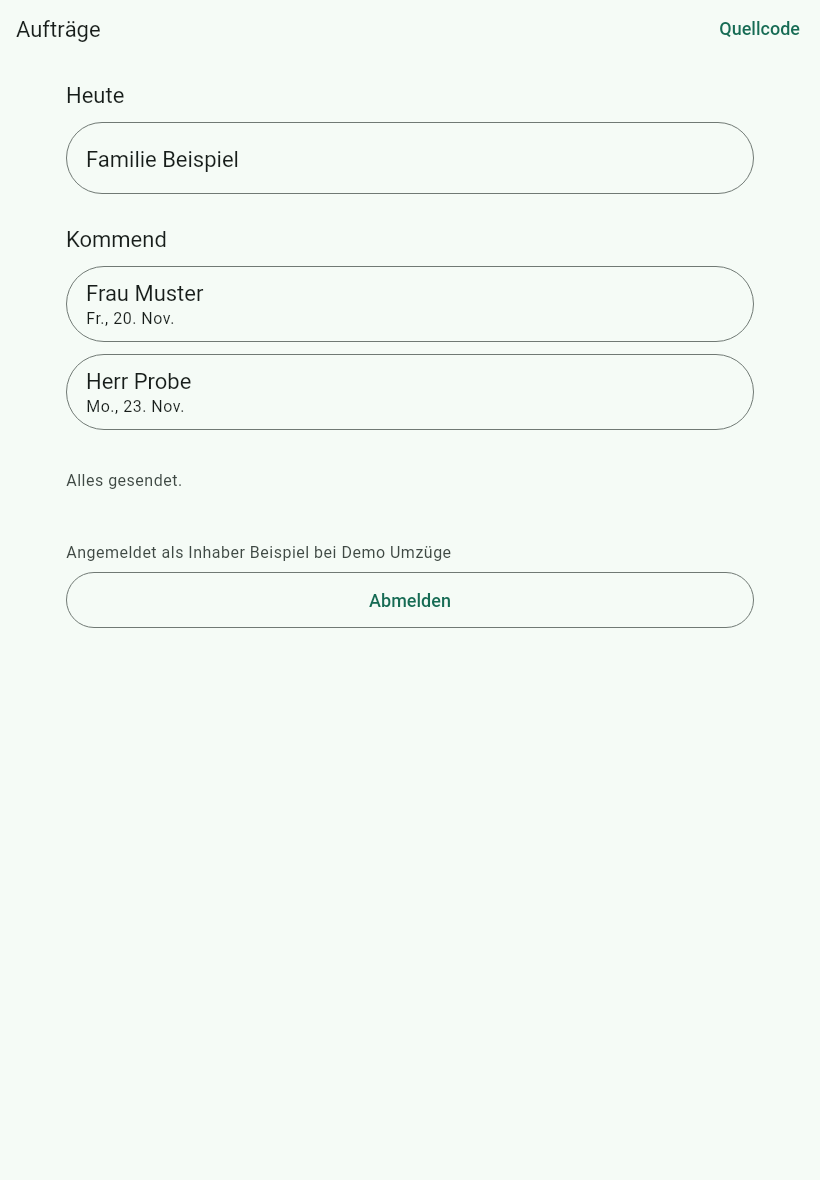 Aufträge
Quellcode
Heute
Familie Beispiel
Kommend
Frau Muster
Fr., 20. Nov.
Herr Probe
Mo., 23. Nov.
Alles gesendet.
Angemeldet als Inhaber Beispiel bei Demo Umzüge
Abmelden